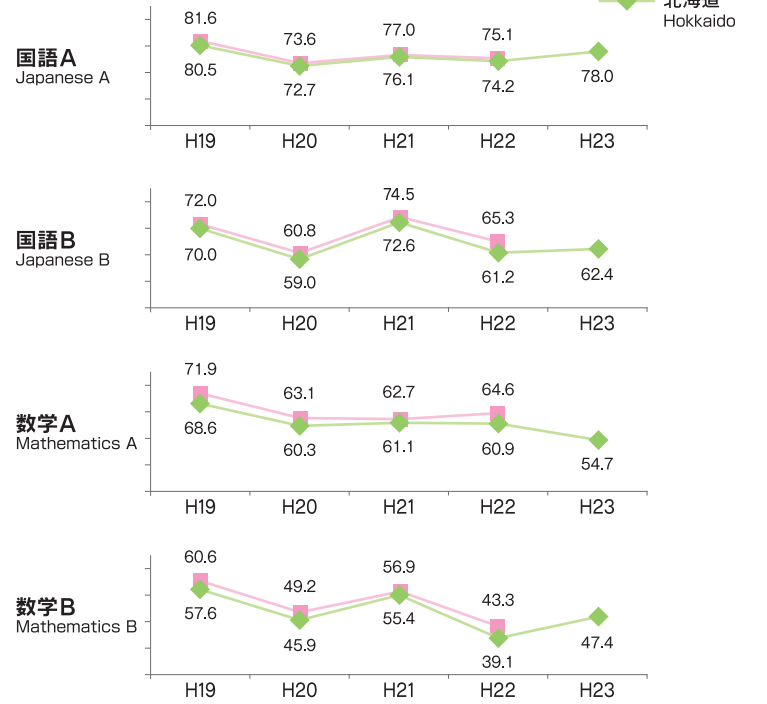 北海道
Hokkaido
国語A
Japanese A
81.6 73.6 77.0 75.1
80.5 72.7 76.1 74.2 78.0
H19 H20 H21 H22 H23
国語B
Japanese B
72.0 60.8 74.5 65.3
70.0 59.0 72.6 61.2 62.4
H19 H20 H21 H22 H23
数学A
Mathematics A
71.9 63.1 62.7 64.6
68.6 60.3 61.1 60.9 54.7
H19 H20 H21 H22 H23
数学B
Mathematics B
60.6 49.2 56.9 43.3
57.6 45.9 55.4 39.1 47.4
H19 H20 H21 H22 H23